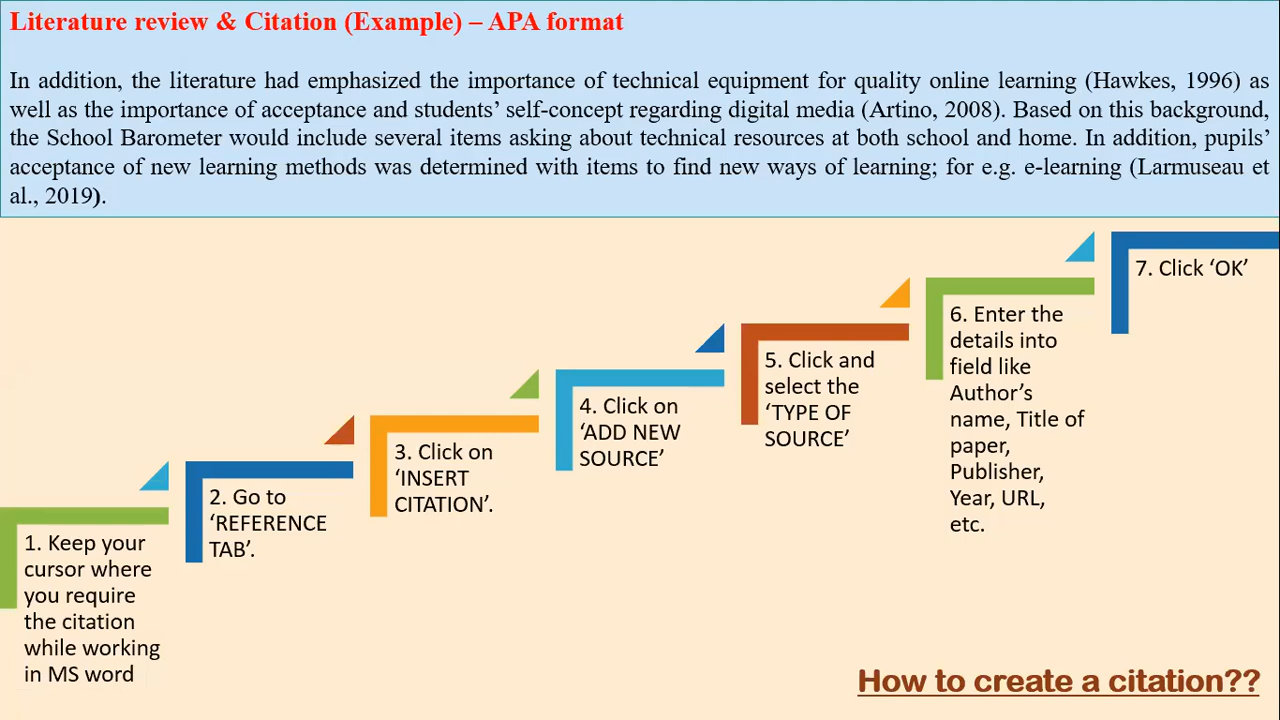 Literature review & Citation (Example) – APA format
In addition, the literature had emphasized the importance of technical equipment for quality online learning (Hawkes, 1996) as
well as the importance of acceptance and students’ self-concept regarding digital media (Artino, 2008). Based on this background,
the School Barometer would include several items asking about technical resources at both school and home. In addition, pupils’
acceptance of new learning methods was determined with items to find new ways of learning; for e.g. e-learning (Larmuseau et
al., 2019).
1. Keep your
cursor where
you require
the citation
while working
in MS word
2. Go to
‘REFERENCE
TAB’.
3. Click on
‘INSERT
CITATION’.
4. Click on
‘ADD NEW
SOURCE’
5. Click and
select the
‘TYPE OF
SOURCE’
6. Enter the
details into
field like
Author’s
name, Title of
paper,
Publisher,
Year, URL,
etc.
7. Click ‘OK’
How to create a citation??